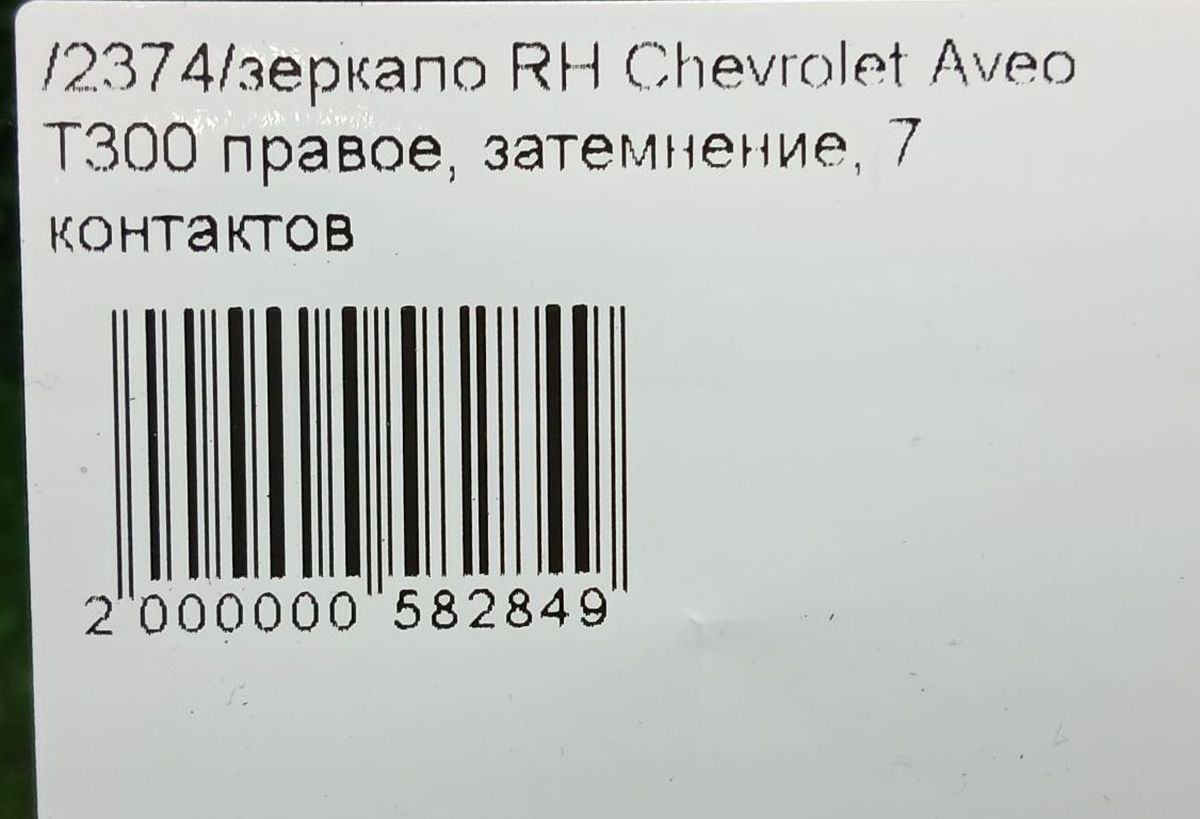 /2374/зеркало RH Chevrolet Aveo
T300 правое, затемнение, 7
контактов
2 000000 582849